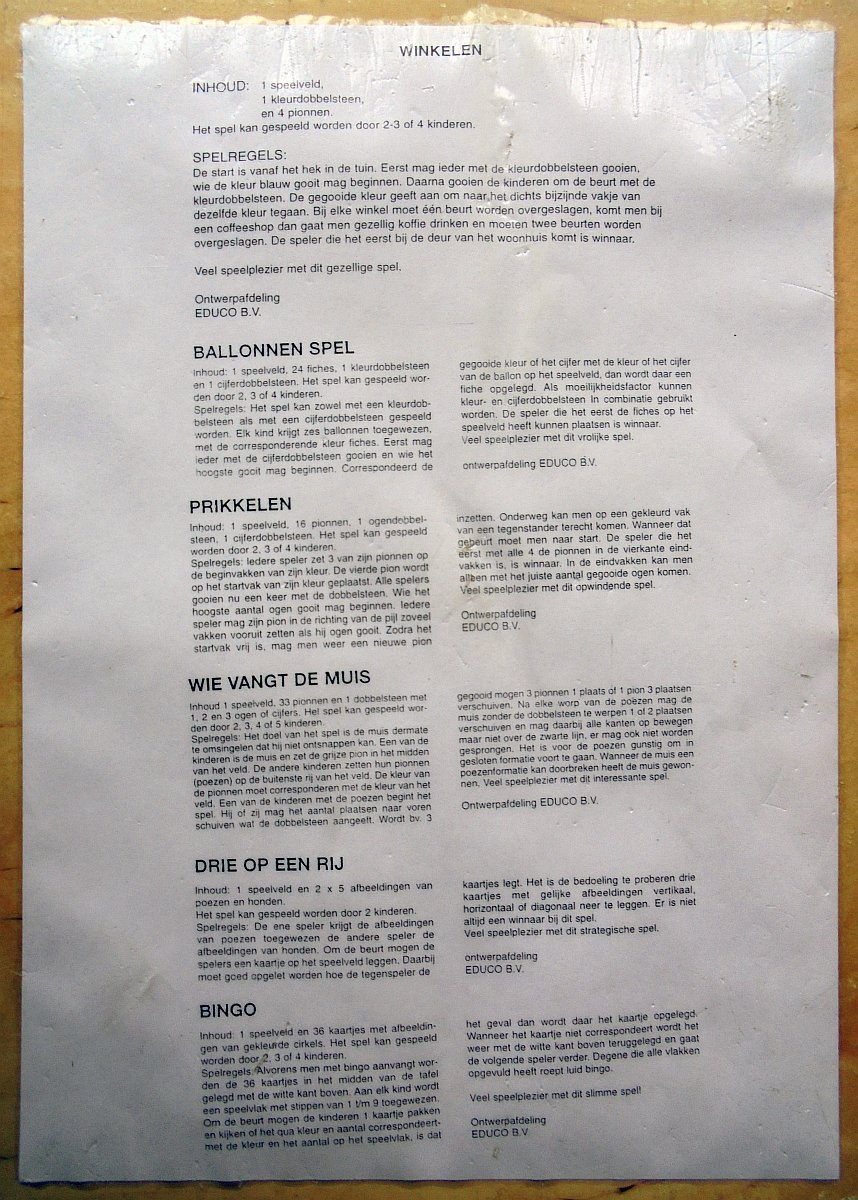 WINKELEN
INHOUD: 1 speelveld,
1 kleurdobbelsteen,
en 4 pionnen.
Het spel kan gespeeld worden door 2-3 of 4 kinderen.
SPELREGELS:
De start is vanaf het hek in de tuin. Eerst mag ieder met de kleurdobbelsteen gooien,
wie de kleur blauw gooit mag beginnen. Daarna gooien de kinderen om de beurt met de
kleurdobbelsteen. De gegooide kleur geeft aan om naar het dichts bijzijnde vakje van
dezelfde kleur tegaan. Bij elke winkel moet één beurt worden overgeslagen, komt men bij
een coffeeshop dan gaat men gezellig koffie drinken en moeten twee beurten worden
overgeslagen. De speler die het eerst bij de deur van het woonhuis komt is winnaar.
Veel speelplezier met dit gezellige spel.
Ontwerpafdeling
EDUCO B.V.
BALLONNEN SPEL
Inhoud: 1 speelveld, 24 fiches, 1 kleurdobbelsteen
en 1 cijferdobbelsteen. Het spel kan gespeeld wor-
den door 2, 3 of 4 kinderen.
Spelregels: Het spel kan zowel met een kleurdob-
belsteen als met een cijferdobbelsteen gespeeld
worden. Elk kind krijgt zes ballonnen toegewezen,
met de corresponderende kleur fiches. Eerst mag
ieder met de cijferdobbelsteen gooien en wie het
hoogste gooit mag beginnen. Correspondeerd de
gegooide kleur of het cijfer met de kleur of het cijfer
van de ballon op het speelveld, dan wordt daar een
fiche opgelegd. Als moeilijkheidsfactor kunnen
kleur- en cijferdobbelsteen In combinatie gebruikt
worden. De speler die het eerst de fiches op het
speelveld heeft kunnen plaatsen is winnaar.
Veel speelplezier met dit vrolijke spel.
ontwerpafdeling EDUCO B.V.
PRIKKELEN
Inhoud: 1 speelveld, 16 pionnen, 1 ogendobbel-
steen, 1 cijferdobbelsteen. Het spel kan gespeeld
worden door 2, 3 of 4 kinderen.
Spelregels: Iedere speler zet 3 van zijn pionnen op
de beginvakken van zijn kleur. De vierde pion wordt
op het startvak van zijn kleur geplaatst. Alle spelers
gooien nu een keer met de dobbelsteen. Wie het
hoogste aantal ogen gooit mag beginnen. Iedere
speler mag zijn pion in de richting van de pijl zoveel
vakken vooruit zetten als hij ogen gooit. Zodra het
startvak vrij is, mag men weer een nieuwe pion
inzetten. Onderweg kan men op een gekleurd vak
van een tegenstander terecht komen. Wanneer dat
gebeurt moet men naar start. De speler die het
eerst met alle 4 de pionnen in de vierkante eind-
vakken is, is winnaar. In de eindvakken kan men
alleen met het juiste aantal gegooide ogen komen.
Veel speelplezier met dit opwindende spel.
Ontwerpafdeling
EDUCO B.V.
WIE VANGT DE MUIS
Inhoud 1 speelveld, 33 pionnen en 1 dobbelsteen met
1, 2 en 3 ogen of cijfers. Het spel kan gespeeld wor-
den door 2, 3, 4 of 5 kinderen.
Spelregels: Het doel van het spel is de muis dermate
te omsingelen dat hij niet ontsnappen kan. Een van de
kinderen is de muis en zet de grijze pion in het midden
van het veld. De andere kinderen zetten hun pionnen
(poezen) op de buitenste rij van het veld. De kleur van
de pionnen moet corresponderen met de kleur van het
veld. Een van de kinderen met de poezen begint het
spel. Hij of zij mag het aantal plaatsen naar voren
schuiven wat de dobbelsteen aangeeft. Wordt bv. 3
gegooid mogen 3 pionnen 1 plaats óf 1 pion 3 plaatsen
verschuiven. Na elke worp van de poezen mag de
muis zonder de dobbelsteen te werpen 1 of 2 plaatsen
verschuiven en mag daarbij alle kanten op bewegen
maar niet over de zwarte lijn, er mag ook niet worden
gesprongen. Het is voor de poezen gunstig om in
gesloten formatie voort te gaan. Wanneer de muis een
poezenformatie kan doorbreken heeft de muis gewon-
nen. Veel speelplezier met dit interessante spel.
Ontwerpafdeling EDUCO B.V.
DRIE OP EEN RIJ
Inhoud: 1 speelveld en 2 x 5 afbeeldingen van
poezen en honden.
Het spel kan gespeeld worden door 2 kinderen.
Spelregels: De ene speler krijgt de afbeeldingen
van poezen toegewezen de andere speler de
afbeeldingen van honden. Om de beurt mogen de
spelers een kaartje op het speelveld leggen. Daarbij
moet goed opgelet worden hoe de tegenspeler de
kaartjes legt. Het is de bedoeling te proberen drie
kaartjes met gelijke afbeeldingen vertikaal,
horizontaal of diagonaal neer te leggen. Er is niet
altijd een winnaar bij dit spel.
Veel speelplezier met dit strategische spel.
ontwerpafdeling
EDUCO B.V.
BINGO
Inhoud: 1 speelveld en 36 kaartjes met afbeeldin-
gen van gekleurde cirkels. Het spel kan gespeeld
worden door 2, 3 of 4 kinderen.
Spelregels: Alvorens men met bingo aanvangt wor-
den de 36 kaartjes in het midden van de tafel
gelegd met de witte kant boven. Aan elk kind wordt
een speelvlak met stippen van 1 t/m 9 toegewezen.
Om de beurt mogen de kinderen 1 kaartje pakken
en kijken of het qua kleur en aantal correspondeert-
met de kleur en het aantal op het speelvlak, is dat
het geval dan wordt daar het kaartje opgelegd.
Wanneer het kaartje niet correspondeert wordt het
weer met de witte kant boven teruggelegd en gaat
de volgende speler verder. Degene die alle vlakken
opgevuld heeft roept luid bingo.
Veel speelplezier met dit slimme spel!
Ontwerpafdeling
EDUCO B.V.